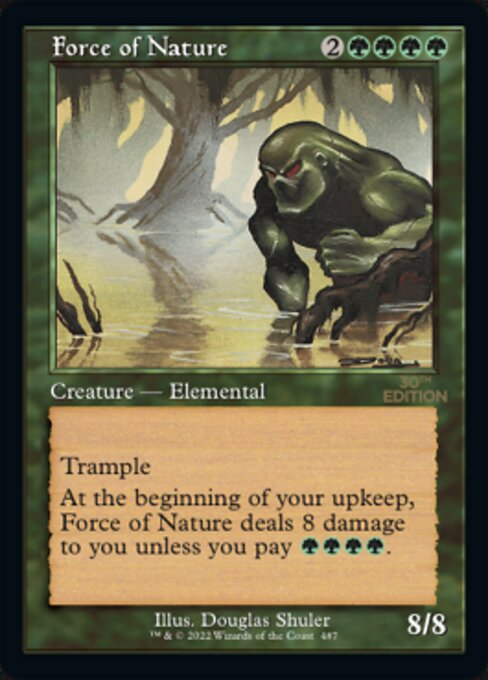 Force of Nature 2
30TH
EDITION
Creature — Elemental
Trample
At the beginning of your upkeep,
Force of Nature deals 8 damage
to you unless you pay .
Illus. Douglas Shuler
™ & © 2022 Wizards of the Coast 487
8/8